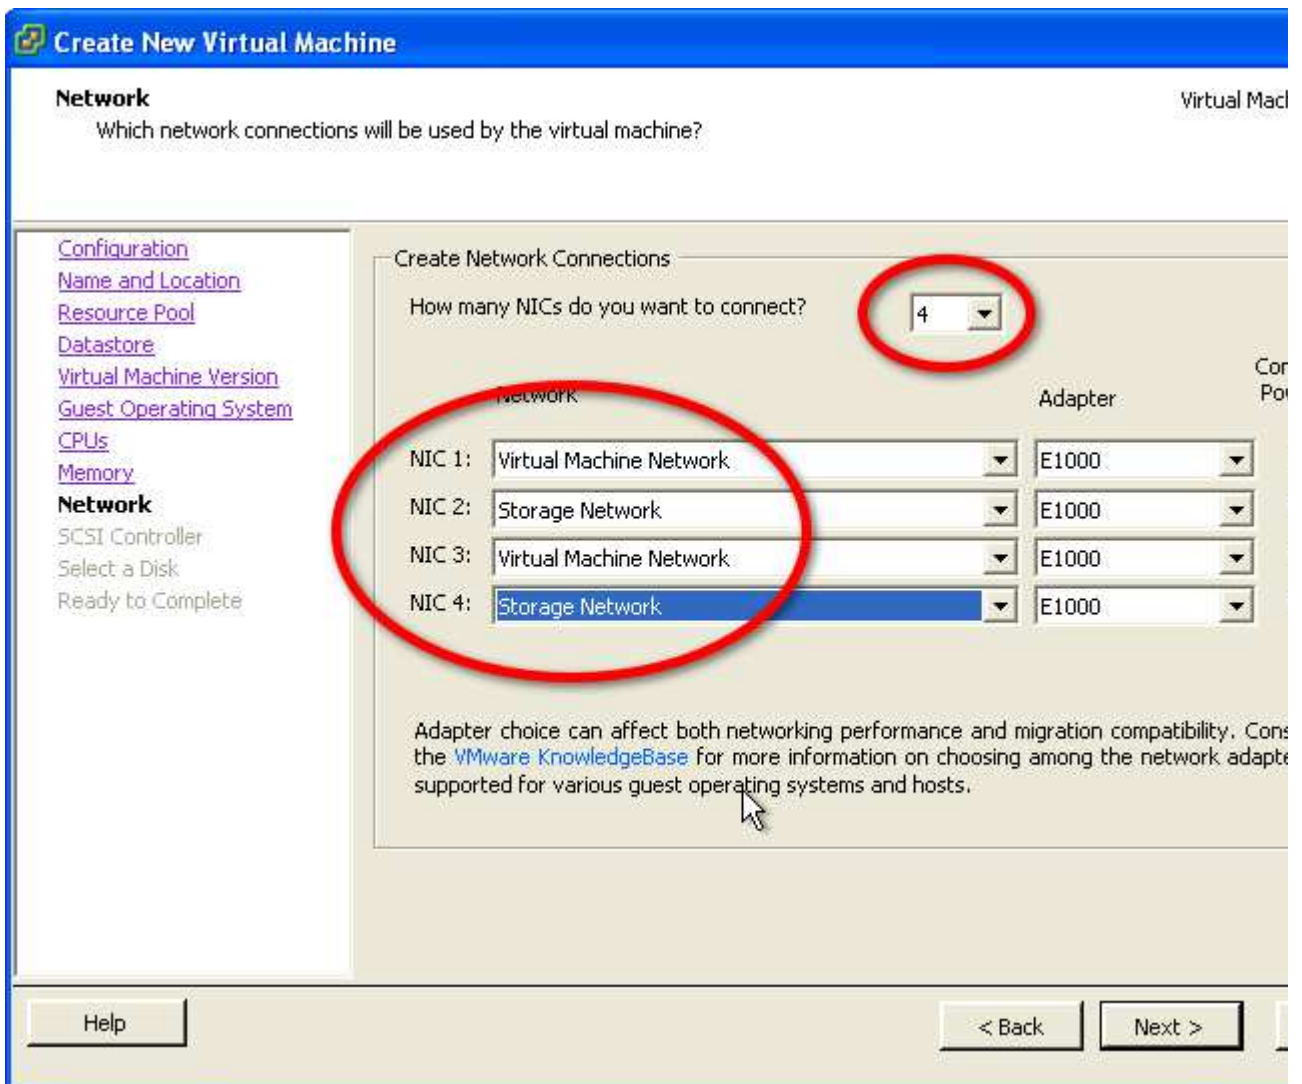 Create New Virtual Machine
Network
Virtual Mach
Which network connections will be used by the virtual machine?
Configuration
Name and Location
Resource Pool
Datastore
Virtual Machine Version
Guest Operating System
CPUs
Memory
Network
SCSI Controller
Select a Disk
Ready to Complete
Create Network Connections
How many NICs do you want to connect? 4
Network Adapter
NIC 1: Virtual Machine Network E1000
NIC 2: Storage Network E1000
NIC 3: Virtual Machine Network E1000
NIC 4: Storage Network E1000
Adapter choice can affect both networking performance and migration compatibility. Cons
the VMware KnowledgeBase for more information on choosing among the network adapte
supported for various guest operating systems and hosts.
Help < Back Next >